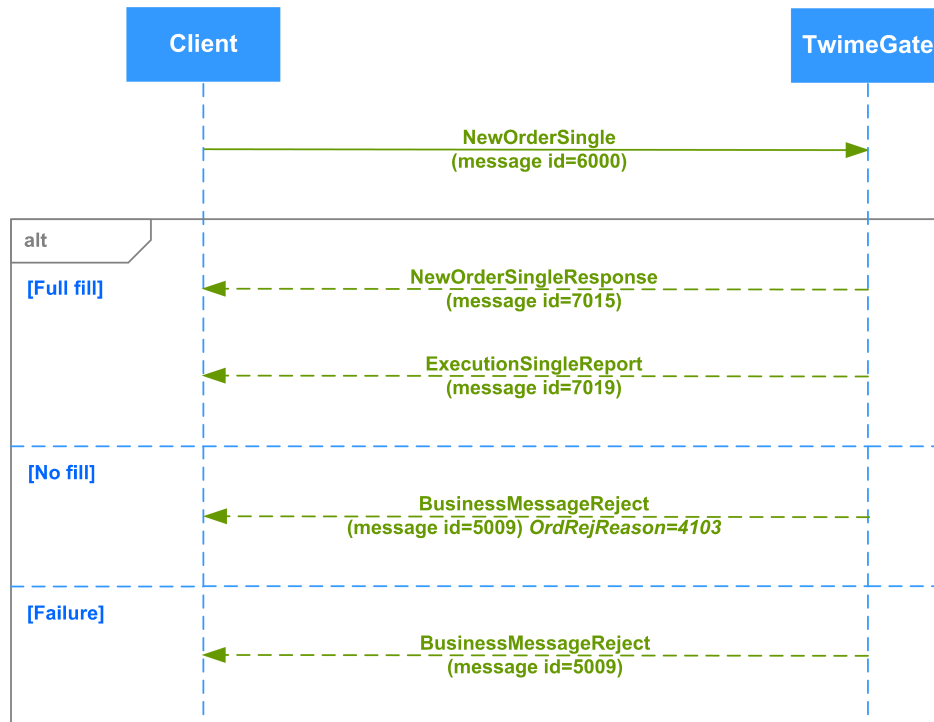 Client
TwimeGate
NewOrderSingle
(message id=6000)
alt
[Full fill]
NewOrderSingleResponse
(message id=7015)
ExecutionSingleReport
(message id=7019)
[No fill]
BusinessMessageReject
(message id=5009) OrdRejReason=4103
[Failure]
BusinessMessageReject
(message id=5009)